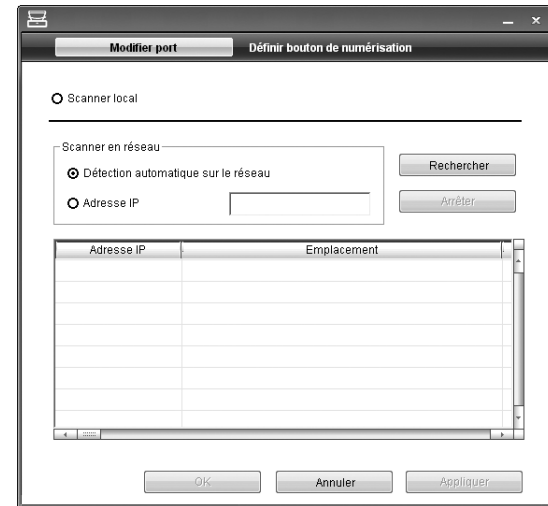 Modifier port Définir bouton de numérisation
Scanner local
Scanner en réseau
Détection automatique sur le réseau
Rechercher
Adresse IP
Arrêter
Adresse IP Emplacement
OK Annuler Appliquer